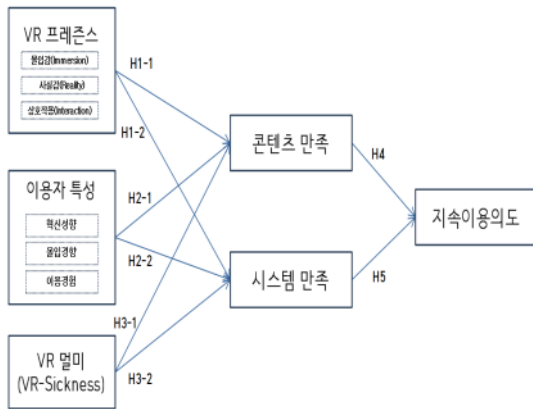 VR 프레즌스
몰입감(Immersion)
사실감(Reality)
상호작용(Interaction)
이용자 특성
혁신성향
몰입경향
이용경험
VR 멀미
(VR-Sickness)
H1-1
H1-2
H2-1
H2-2
H3-1
H3-2
콘텐츠 만족
시스템 만족
H4
H5
지속이용의도